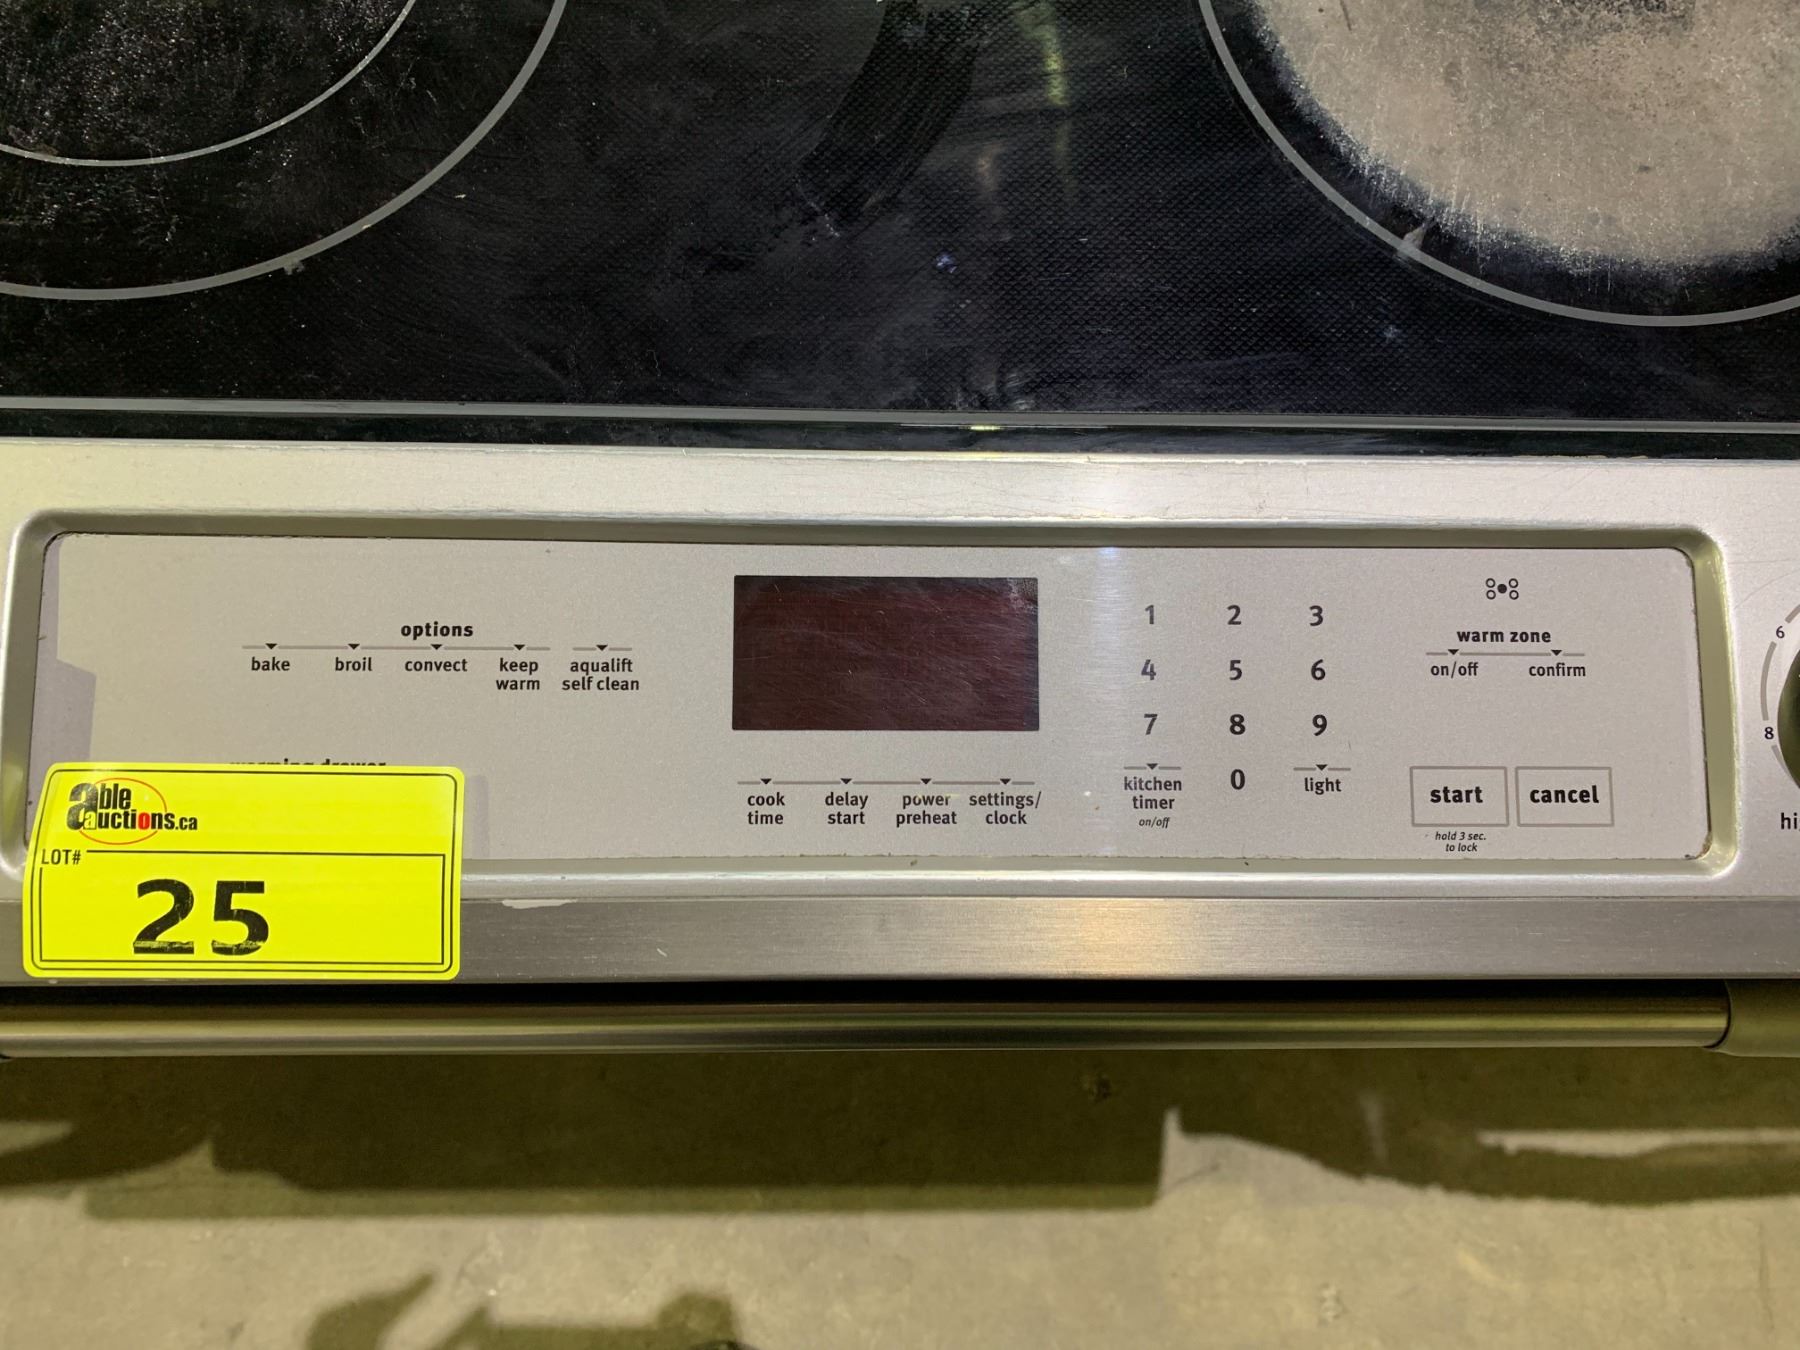 options
bake broil convect keep warm aqualift self clean
warming drawer
able
auctions.ca
LOT#
25
cook time delay start power preheat settings/ clock
1 2 3
4 5 6
7 8 9
kitchen timer on/off
0
light
warm zone
on/off confirm
start cancel
hold 3 sec.
to lock
6
8